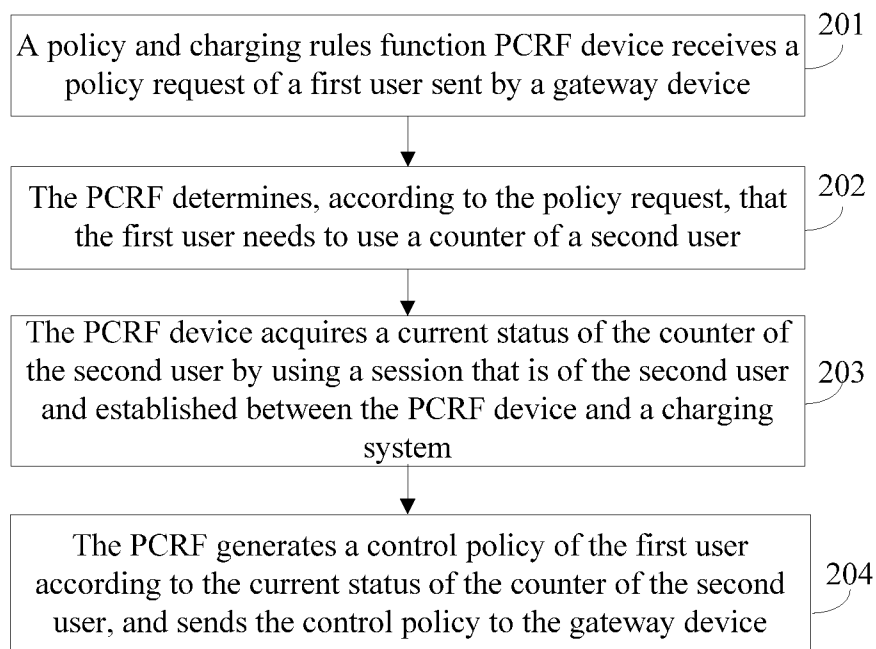 A policy and charging rules function PCRF device receives a
policy request of a first user sent by a gateway device
201
The PCRF determines, according to the policy request, that
the first user needs to use a counter of a second user
202
The PCRF device acquires a current status of the counter of
the second user by using a session that is of the second user
and established between the PCRF device and a charging
system
203
The PCRF generates a control policy of the first user
according to the current status of the counter of the second
user, and sends the control policy to the gateway device
204